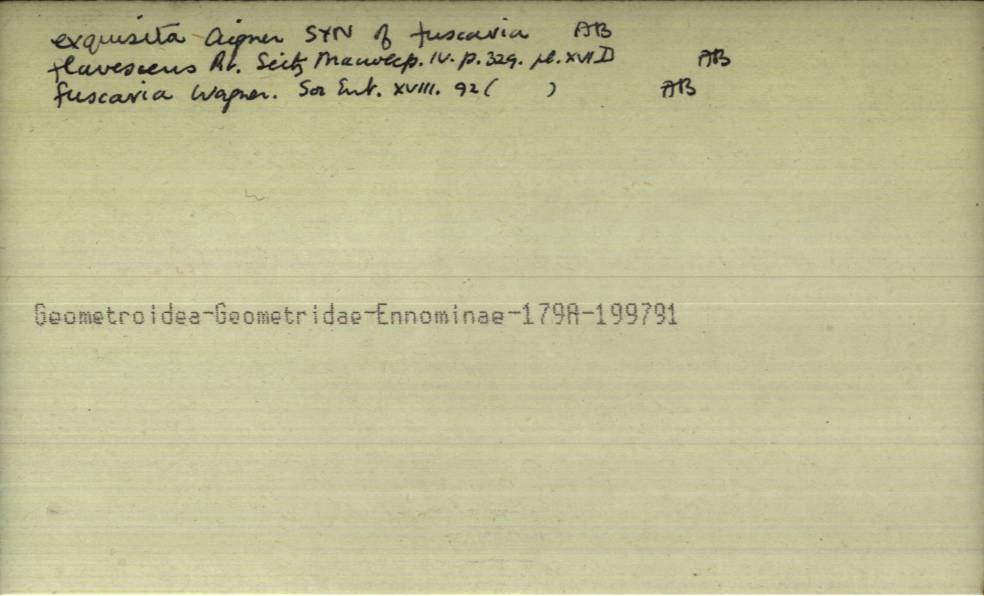 exquisita Aigner SYN of fuscaria AB
flavescens Rt. Seitz Macrolep. IV. p. 329. pl. XVII D AB
fuscaria Wagner. Soc Ent. XVIII. 92 ( ) AB
Geometroidea-Geometridae-Ennominae-179A-199791